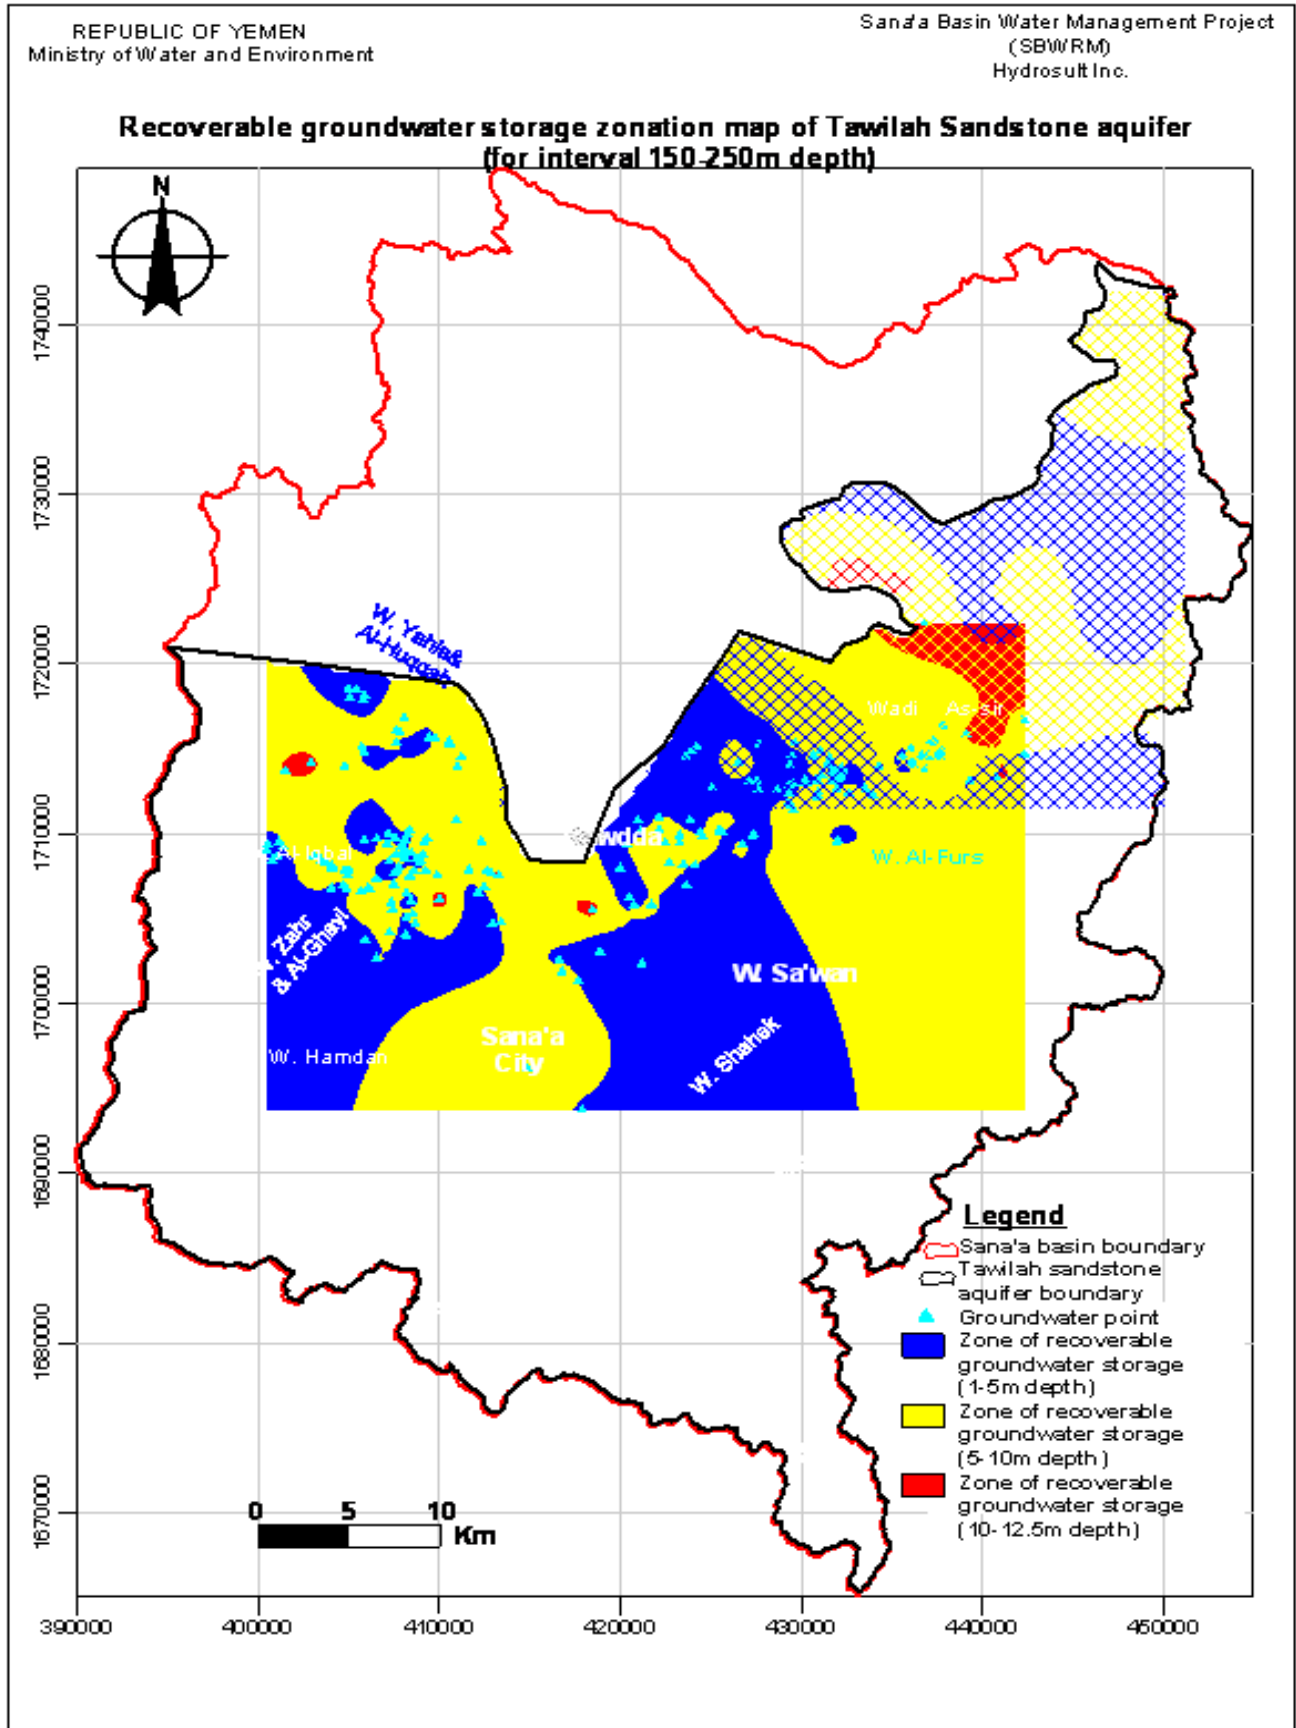 REPUBLIC OF YEMEN
Ministry of Water and Environment
Sana'a Basin Water Management Project
(SBWRM)
Hydrosult Inc.
Recoverable groundwater storage zonation map of Tawilah Sandstone aquifer
(for interval 150-250m depth)
N
1740000
1730000
1720000
1710000
1700000
1690000
1680000
1670000
W. Yahis&
Al-Huqqah
Wadi As-sir
wdda
Al-Iqbal
W. Al-Furs
W. Zahr
& Al-Ghayl
W. Sa'wan
Sana'a
City
W. Hamdan
W. Shahak
Legend
Sana'a basin boundary
Tawilah sandstone
aquifer boundary
Groundwater point
Zone of recoverable
groundwater storage
(1-5m depth)
Zone of recoverable
groundwater storage
(5-10m depth)
Zone of recoverable
groundwater storage
(10-12.5m depth)
0 5 10
Km
390000 400000 410000 420000 430000 440000 450000